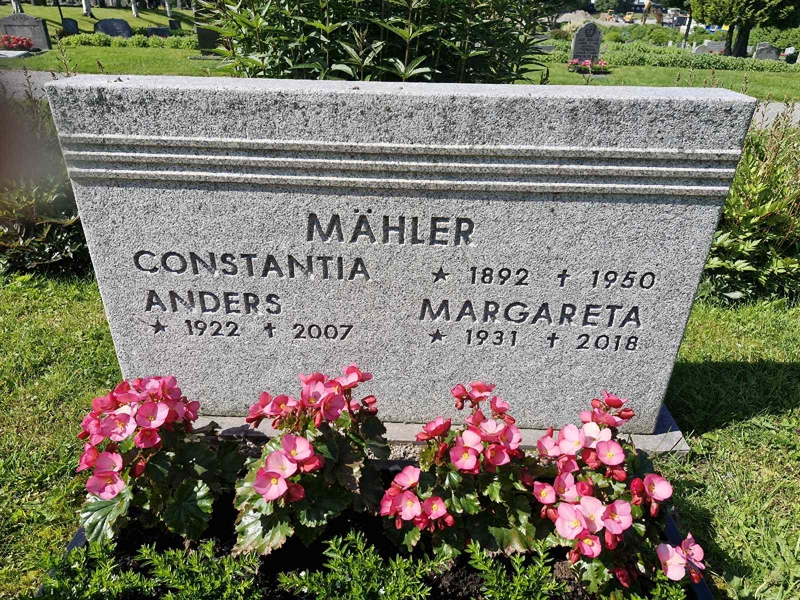 MÄHLER
CONSTANTIA ★ 1892 ✝ 1950
ANDERS MARGARETA
★ 1922 ✝ 2007 ★ 1931 ✝ 2018